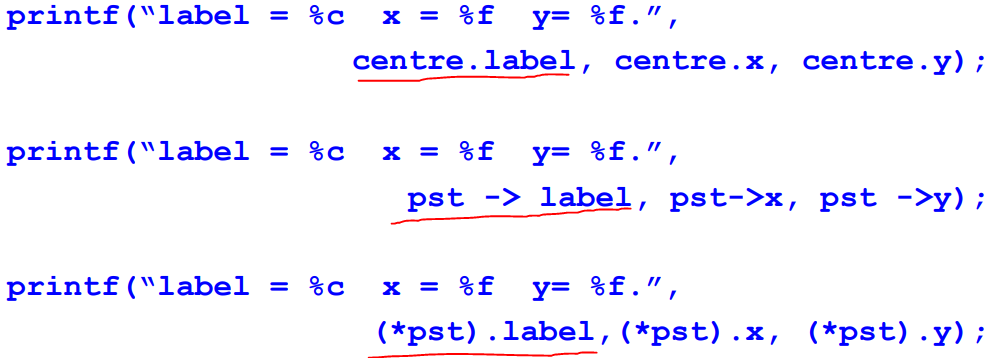 printf(“label = %c  x = %f  y= %f.”,
centre.label, centre.x, centre.y);
printf(“label = %c  x = %f  y= %f.”,
pst -> label, pst->x, pst ->y);
printf(“label = %c  x = %f  y= %f.”,
(*pst).label,(*pst).x, (*pst).y);